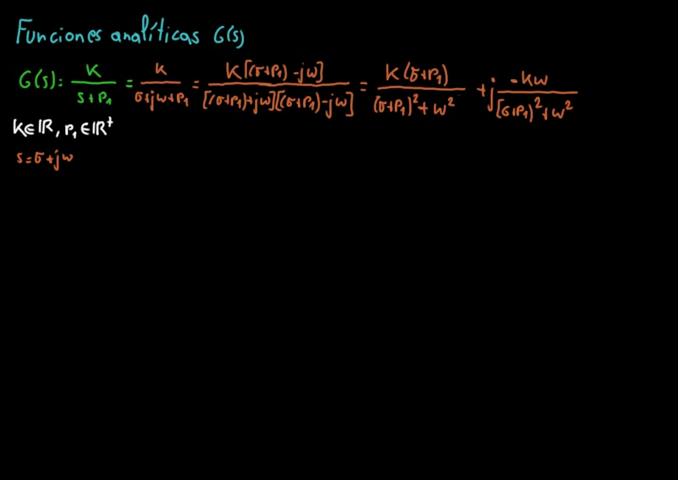 Funciones analíticas G(s)
G(s): K / (s+p₁) = K / (σ+jω+p₁) = K[(σ+p₁)-jω] / ([(σ+p₁)+jω][(σ+p₁)-jω]) = K(σ+p₁) / ((σ+p₁)²+ω²) +j -Kω / ([σ+p₁)²+ω²
K∈ℝ, p₁∈ℝ⁺
s=σ+jω